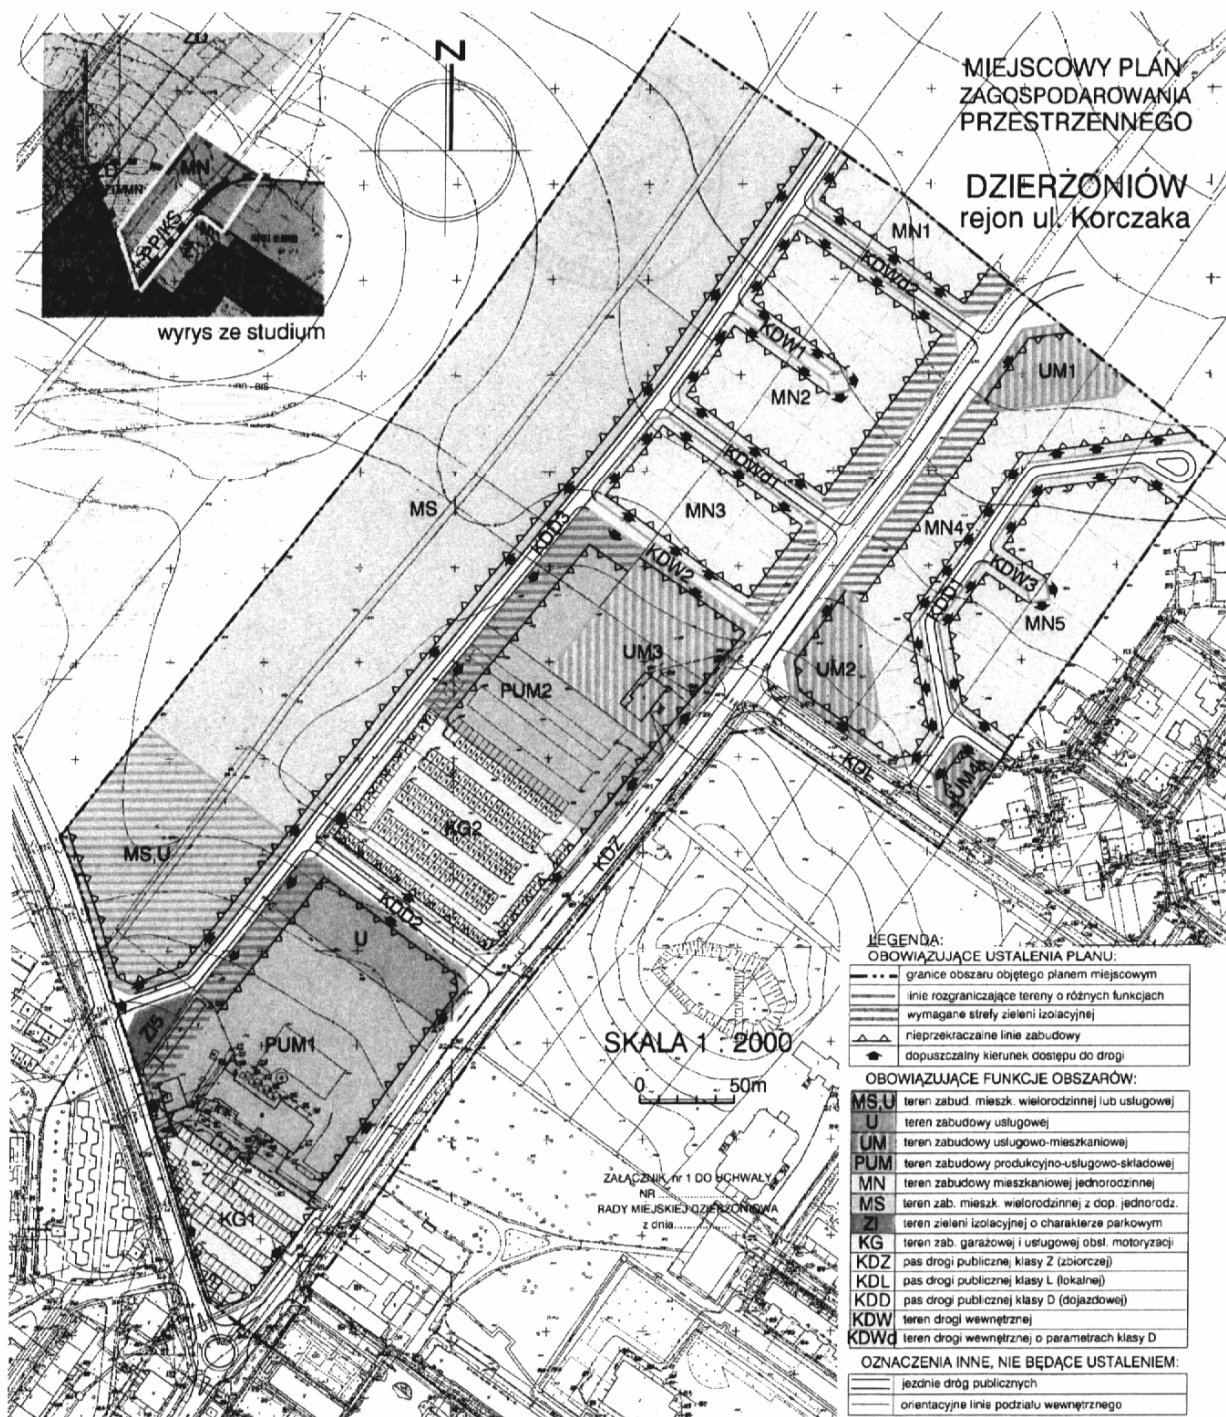 N
MIEJSCOWY PLAN
ZAGOSPODAROWANIA
PRZESTRZENNEGO
DZIERŻONIÓW
rejon ul. Korczaka
ZD
MN
wyrys ze studium
MN1
KDWd2
KDW1
UM1
MN2
KDWd1
MS
MN3
MN4
KDD3
KDW2
KDW3
KDD1
MN5
UM3
UM2
PUM2
KDL
UM4
KG2
KDZ
MS,U
KDD2
U
ZI5
PUM1
KG1
SKALA 1 : 2000
0 50m
ZAŁĄCZNIK nr 1 DO UCHWAŁY
NR
RADY MIEJSKIEJ DZIERŻONIOWA
z dnia
LEGENDA:
OBOWIĄZUJĄCE USTALENIA PLANU:
granice obszaru objętego planem miejscowym
linie rozgraniczające tereny o różnych funkcjach
wymagane strefy zieleni izolacyjnej
nieprzekraczalne linie zabudowy
dopuszczalny kierunek dostępu do drogi
OBOWIĄZUJĄCE FUNKCJE OBSZARÓW:
MS,U teren zabud. mieszk. wielorodzinnej lub usługowej
U teren zabudowy usługowej
UM teren zabudowy usługowo-mieszkaniowej
PUM teren zabudowy produkcyjno-usługowo-składowej
MN teren zabudowy mieszkaniowej jednorodzinnej
MS teren zab. mieszk. wielorodzinnej z dop. jednorodz.
ZI teren zieleni izolacyjnej o charakterze parkowym
KG teren zab. garażowej i usługowej obsł. motoryzacji
KDZ pas drogi publicznej klasy Z (zbiorczej)
KDL pas drogi publicznej klasy L (lokalnej)
KDD pas drogi publicznej klasy D (dojazdowej)
KDW teren drogi wewnętrznej
KDWd teren drogi wewnętrznej o parametrach klasy D
OZNACZENIA INNE, NIE BĘDĄCE USTALENIEM:
jezdnie dróg publicznych
orientacyjne linie podziału wewnętrznego